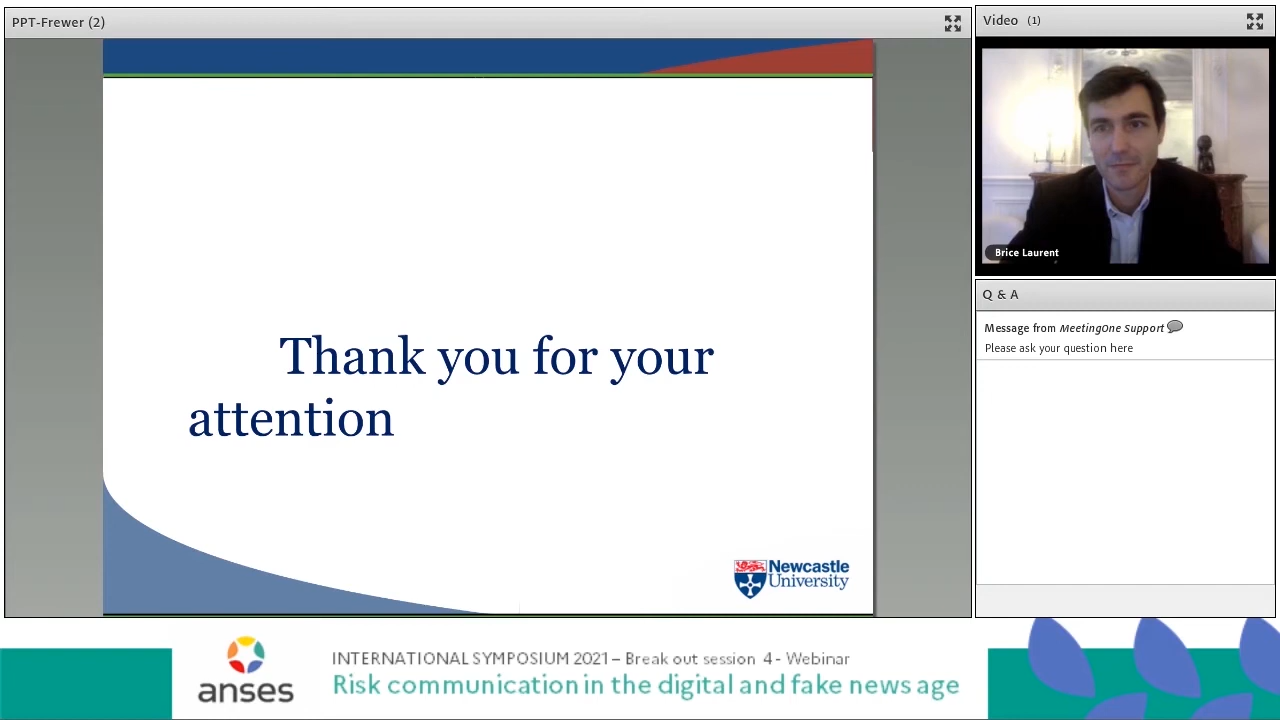 PPT-Frewer (2)
Thank you for your
attention
Newcastle
University
Video (1)
Brice Laurent
Q & A
Message from MeetingOne Support
Please ask your question here
anses
INTERNATIONAL SYMPOSIUM 2021 – Break out session 4 - Webinar
Risk communication in the digital and fake news age